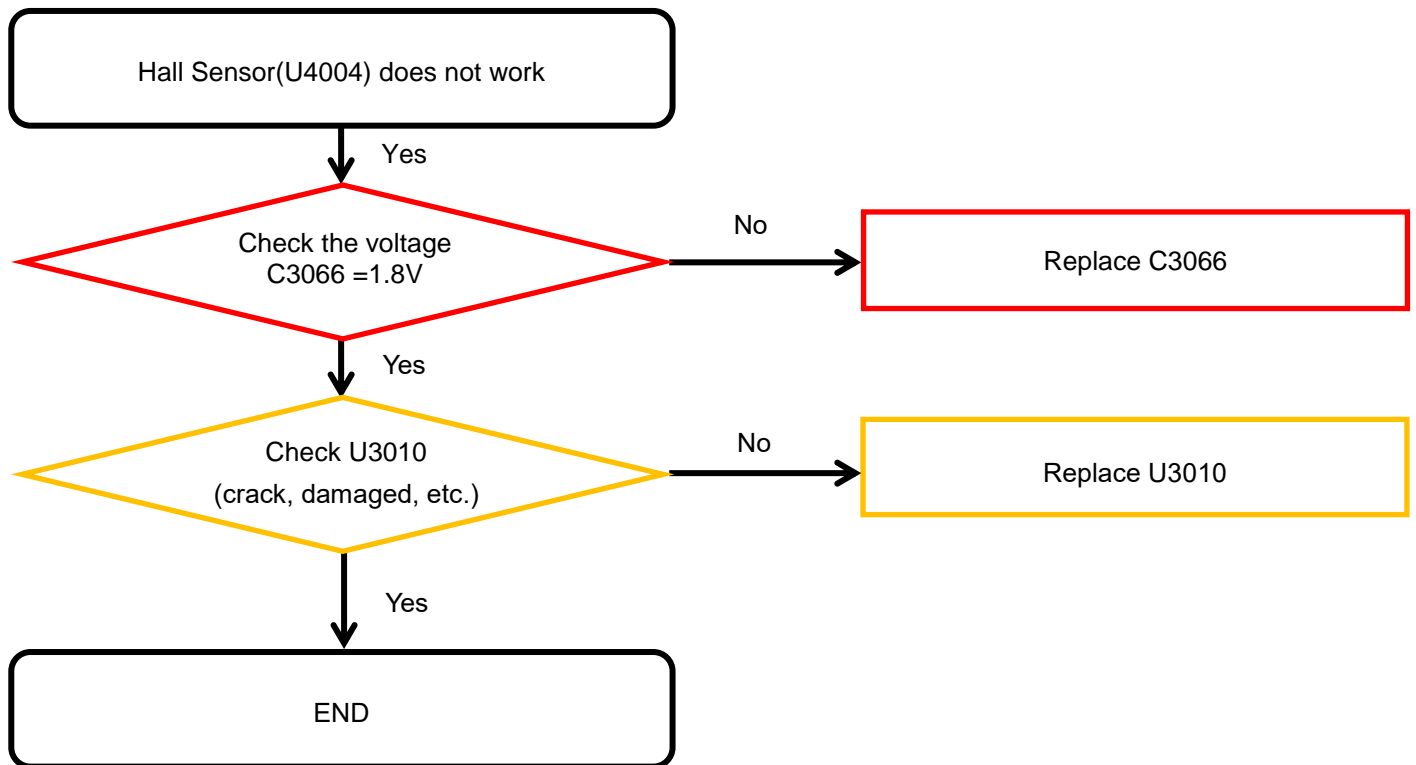 Hall Sensor(U4004) does not work
Yes
Check the voltage
C3066 =1.8V
No
Replace C3066
Yes
Check U3010
(crack, damaged, etc.)
No
Replace U3010
Yes
END